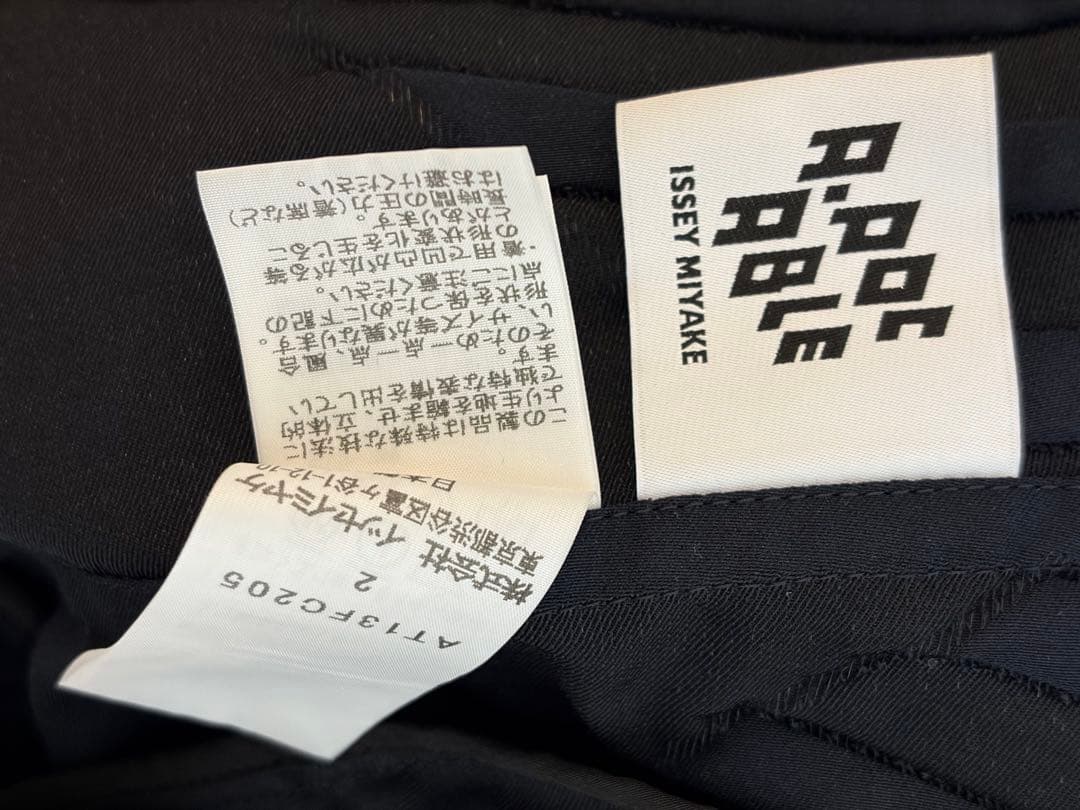 A.POC
ABLE
ISSEY MIYAKE
AT13FC205
2
株式会社 イッセイミヤケ
東京都渋谷区富ケ谷1-12-10
この製品は特殊な技法に
より生地を縮ませ、立体的
で独特な表情を出してい
ます。
そのため一点一点、風合
い、サイズ等が異なります。
形状を保つために下記の
点にご注意ください。
・着用で凹凸が広がる等
の形状変化を生じるこ
とがあります。
長時間の圧力(着席など)
はお避けください。